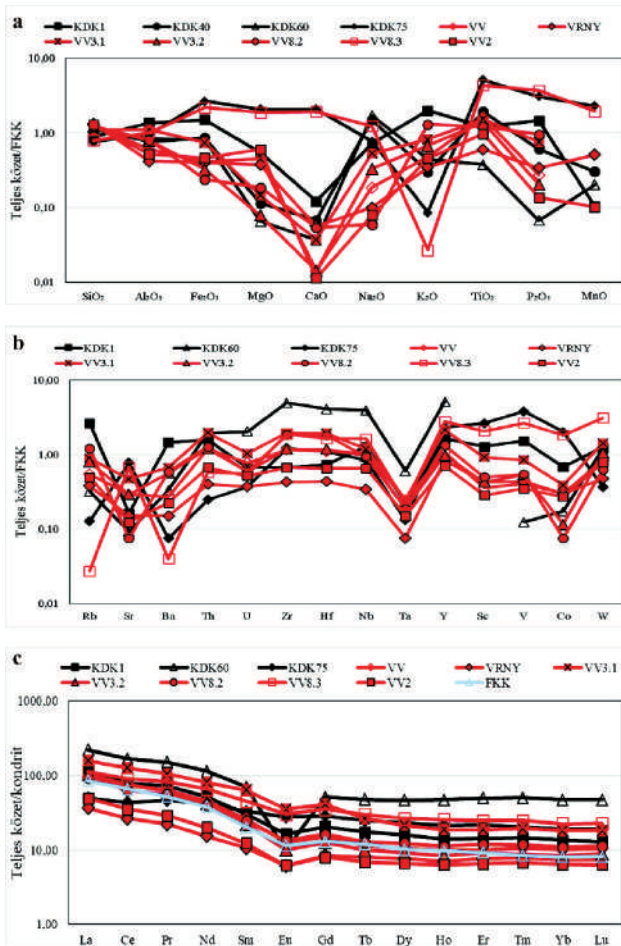 a
KDK1 KDK40 KDK60 KDK75 VV VRNY
VV3.1 VV3.2 VV8.2 VV8.3 VV2
Teljes kőzet/FKK
10,00
1,00
0,10
0,01
SiO₂ Al₂O₃ Fe₂O₃ MgO CaO Na₂O K₂O TiO₂ P₂O₅ MnO
b
KDK1 KDK60 KDK75 VV VRNY
VV3.1 VV3.2 VV8.2 VV8.3 VV2
Teljes kőzet/FKK
10,00
1,00
0,10
0,01
Rb Sr Ba Th U Zr Hf Nb Ta Y Sc V Co W
c
KDK1 KDK60 KDK75 VV VRNY VV3.1
VV3.2 VV8.2 VV8.3 VV2 FKK
Teljes kőzet/kondrit
1000,00
100,00
10,00
1,00
La Ce Pr Nd Sm Eu Gd Tb Dy Ho Er Tm Yb Lu